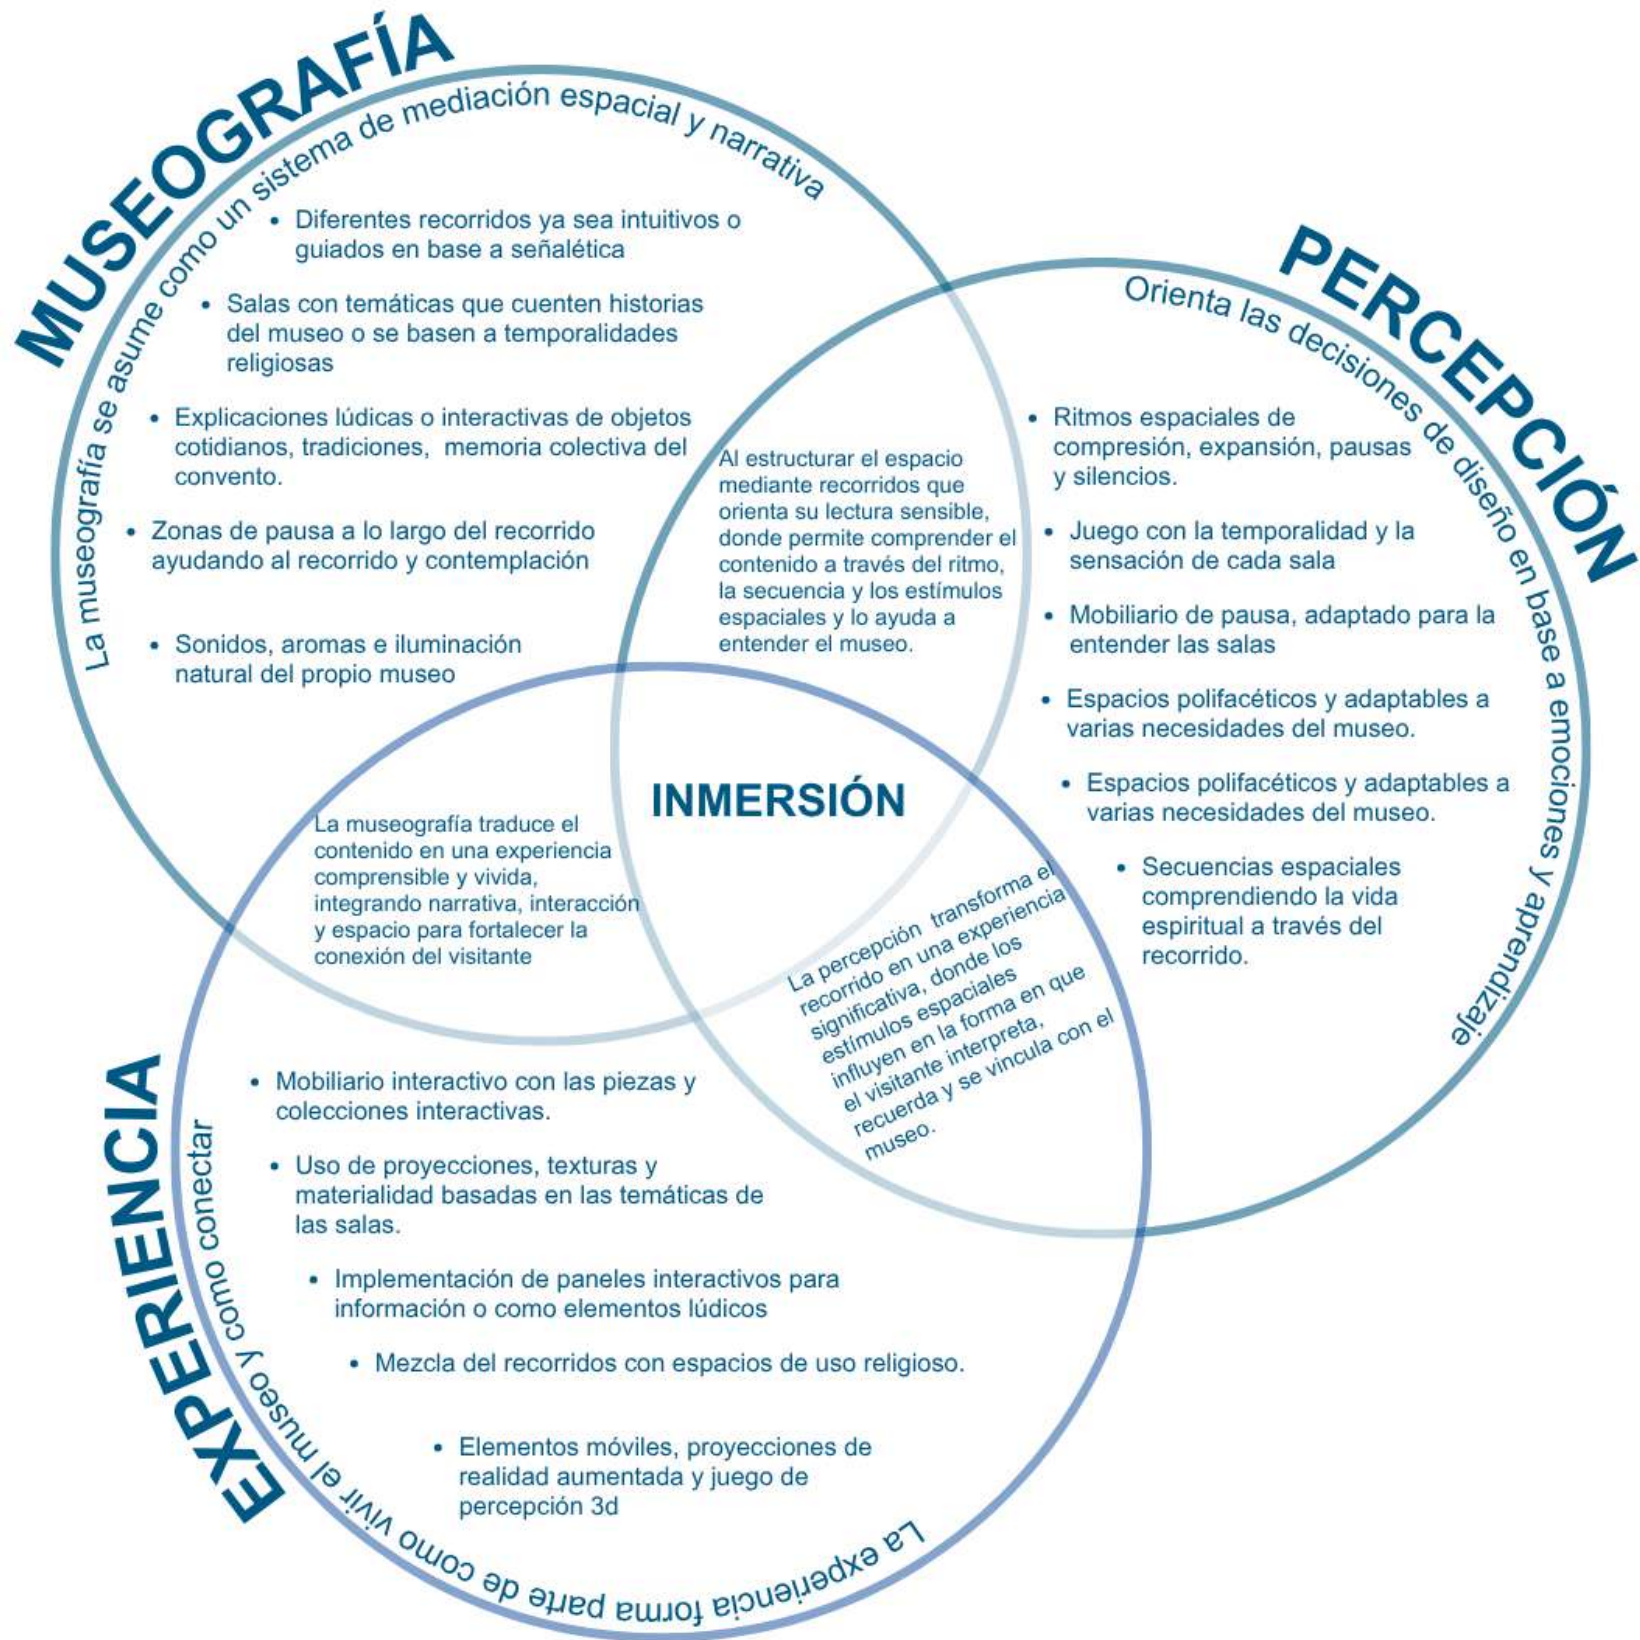 MUSEOGRAFÍA
La museografía se asume como un sistema de mediación espacial y narrativa
• Diferentes recorridos ya sea intuitivos o
guiados en base a señalética
• Salas con temáticas que cuenten historias
del museo o se basen a temporalidades
religiosas
• Explicaciones lúdicas o interactivas de objetos
cotidianos, tradiciones, memoria colectiva del
convento.
• Zonas de pausa a lo largo del recorrido
ayudando al recorrido y contemplación
• Sonidos, aromas e iluminación
natural del propio museo
Al estructurar el espacio
mediante recorridos que
orienta su lectura sensible,
donde permite comprender el
contenido a través del ritmo,
la secuencia y los estímulos
espaciales y lo ayuda a
entender el museo.
PERCEPCIÓN
Orienta las decisiones de diseño en base a emociones y aprendizaje
• Ritmos espaciales de
compresión, expansión, pausas
y silencios.
• Juego con la temporalidad y la
sensación de cada sala
• Mobiliario de pausa, adaptado para la
entender las salas
• Espacios polifacéticos y adaptables a
varias necesidades del museo.
• Espacios polifacéticos y adaptables a
varias necesidades del museo.
• Secuencias espaciales
comprendiendo la vida
espiritual a través del
recorrido.
INMERSIÓN
La museografía traduce el
contenido en una experiencia
comprensible y vivida,
integrando narrativa, interacción
y espacio para fortalecer la
conexión del visitante
La percepción transforma el
recorrido en una experiencia
significativa, donde los
estímulos espaciales
influyen en la forma en que
el visitante interpreta,
recuerda y se vincula con el
museo.
EXPERIENCIA
La experiencia forma parte de como vivir el museo y como conectar
• Mobiliario interactivo con las piezas y
colecciones interactivas.
• Uso de proyecciones, texturas y
materialidad basadas en las temáticas de
las salas.
• Implementación de paneles interactivos para
información o como elementos lúdicos
• Mezcla del recorridos con espacios de uso religioso.
• Elementos móviles, proyecciones de
realidad aumentada y juego de
percepción 3d